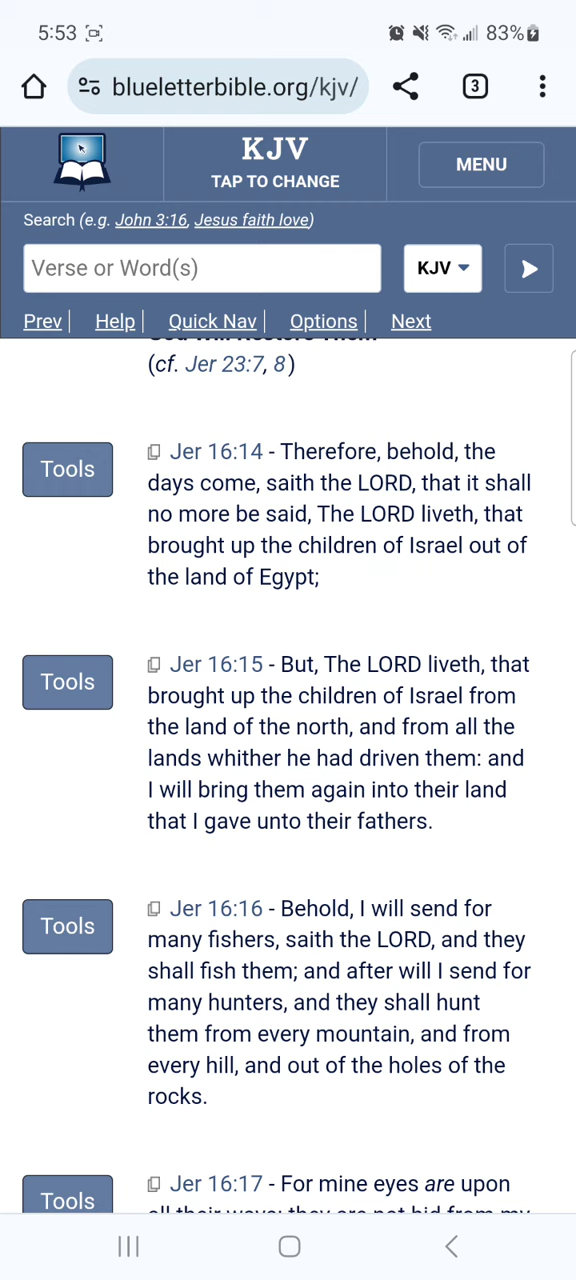 5:53 83%
blueletterbible.org/kjv/ 3
KJV
TAP TO CHANGE
MENU
Search (e.g. John 3:16, Jesus faith love)
Verse or Word(s) KJV
Prev Help Quick Nav Options Next
(cf. Jer 23:7, 8)
Tools
Jer 16:14 - Therefore, behold, the
days come, saith the LORD, that it shall
no more be said, The LORD liveth, that
brought up the children of Israel out of
the land of Egypt;
Tools
Jer 16:15 - But, The LORD liveth, that
brought up the children of Israel from
the land of the north, and from all the
lands whither he had driven them: and
I will bring them again into their land
that I gave unto their fathers.
Tools
Jer 16:16 - Behold, I will send for
many fishers, saith the LORD, and they
shall fish them; and after will I send for
many hunters, and they shall hunt
them from every mountain, and from
every hill, and out of the holes of the
rocks.
Tools
Jer 16:17 - For mine eyes are upon